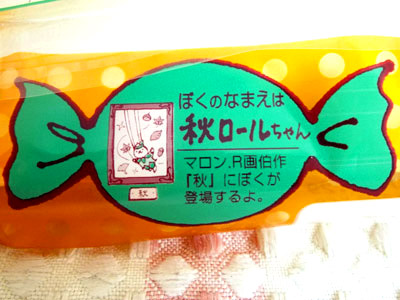 ぼくのなまえは
秋ロールちゃん
マロン.R画伯作
「秋」にぼくが
登場するよ。
秋